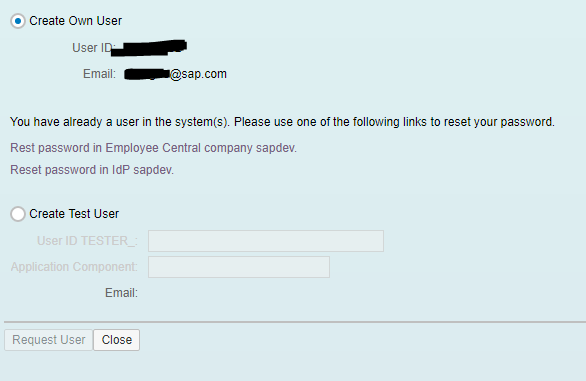 Create Own User
User ID:
Email: @sap.com
You have already a user in the system(s). Please use one of the following links to reset your password.
Rest password in Employee Central company sapdev.
Reset password in IdP sapdev.
Create Test User
User ID TESTER_:
Application Component:
Email:
Request User Close